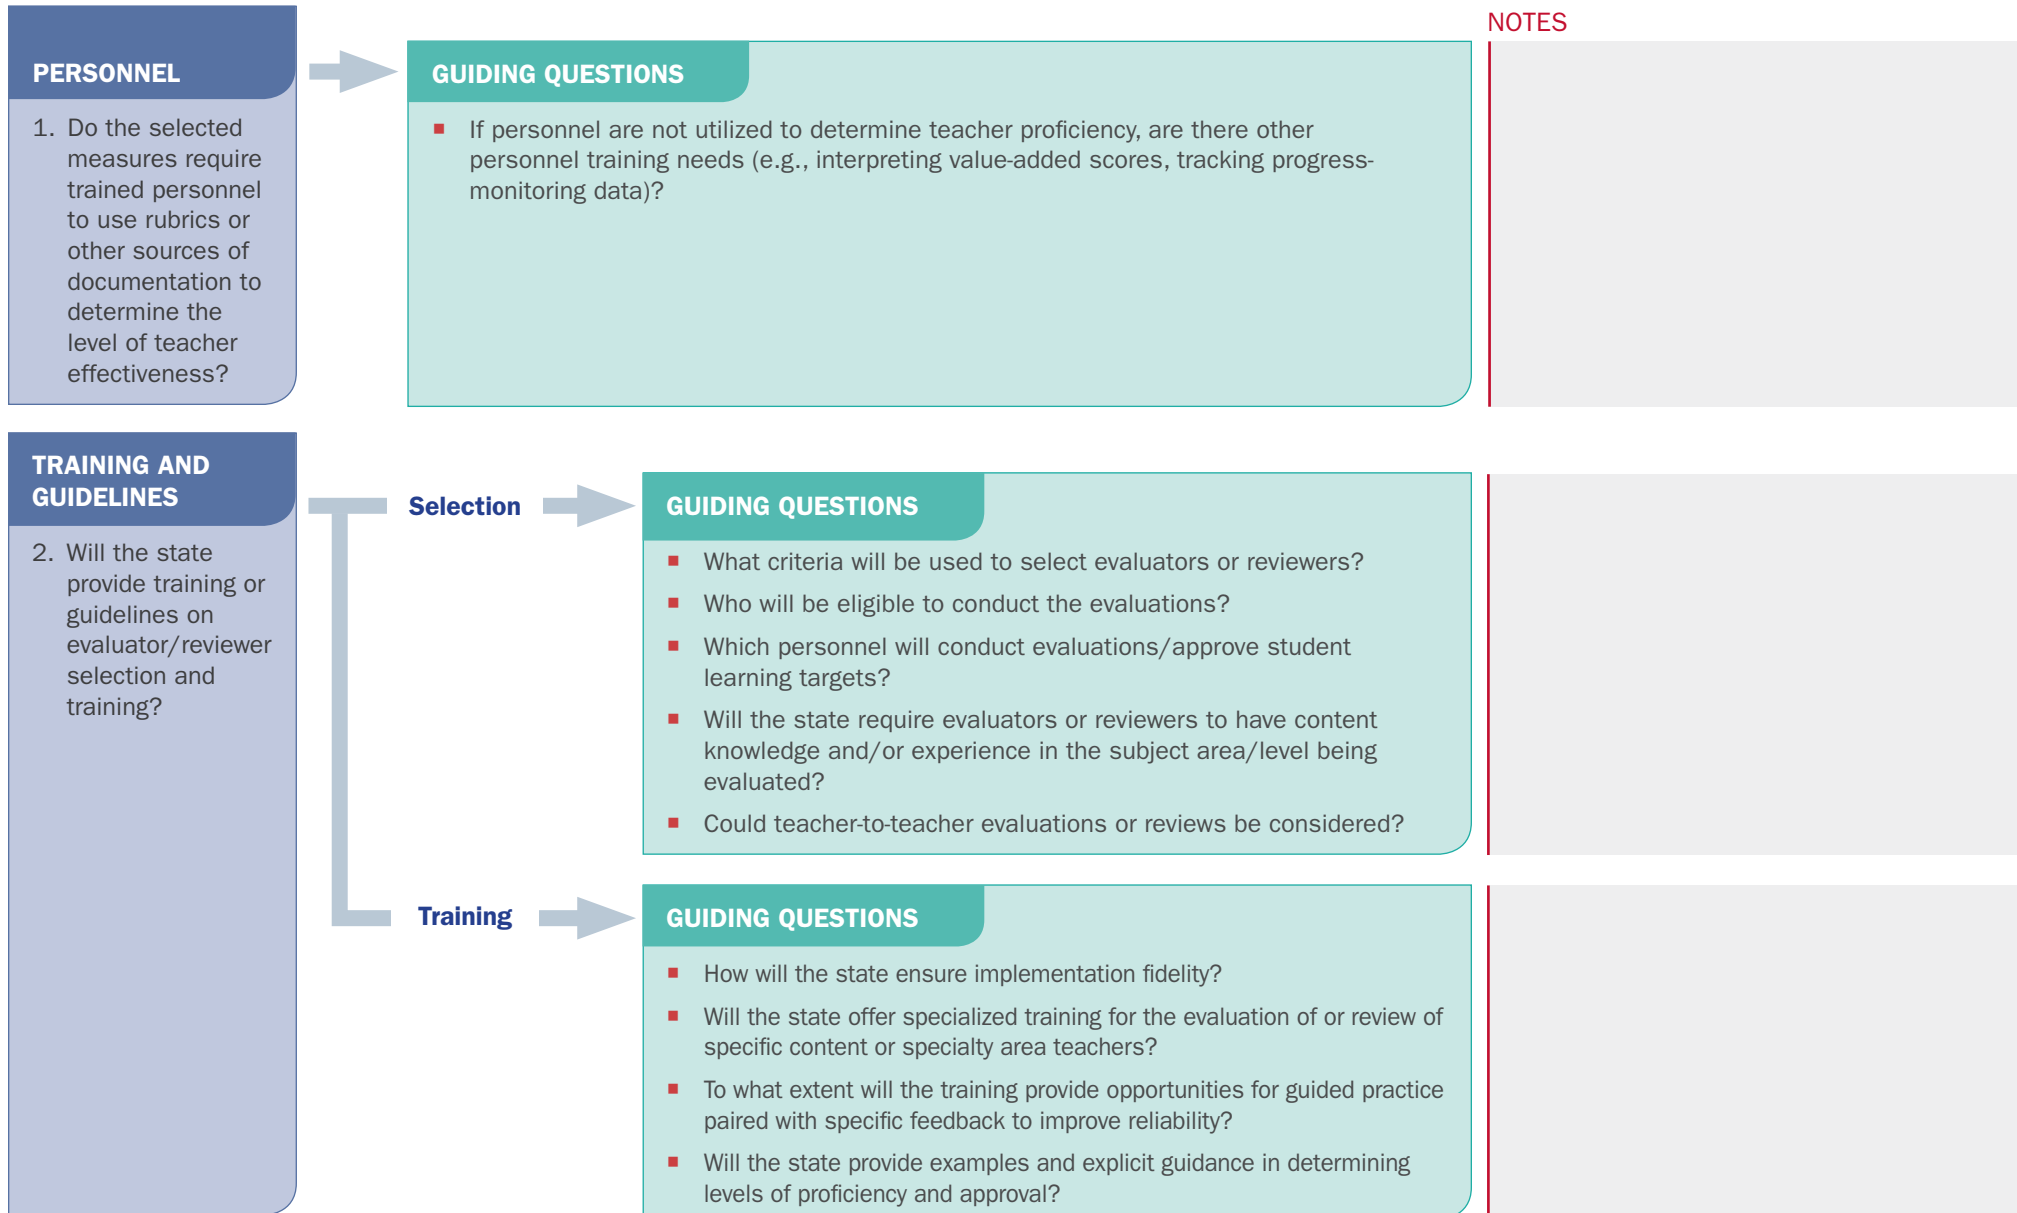 NOTES
PERSONNEL
1. Do the selected
measures require
trained personnel
to use rubrics or
other sources of
documentation to
determine the
level of teacher
effectiveness?
GUIDING QUESTIONS
■ If personnel are not utilized to determine teacher proficiency, are there other
personnel training needs (e.g., interpreting value-added scores, tracking progress-
monitoring data)?
TRAINING AND
GUIDELINES
2. Will the state
provide training or
guidelines on
evaluator/reviewer
selection and
training?
Selection
GUIDING QUESTIONS
■ What criteria will be used to select evaluators or reviewers?
■ Who will be eligible to conduct the evaluations?
■ Which personnel will conduct evaluations/approve student
learning targets?
■ Will the state require evaluators or reviewers to have content
knowledge and/or experience in the subject area/level being
evaluated?
■ Could teacher-to-teacher evaluations or reviews be considered?
Training
GUIDING QUESTIONS
■ How will the state ensure implementation fidelity?
■ Will the state offer specialized training for the evaluation of or review of
specific content or specialty area teachers?
■ To what extent will the training provide opportunities for guided practice
paired with specific feedback to improve reliability?
■ Will the state provide examples and explicit guidance in determining
levels of proficiency and approval?